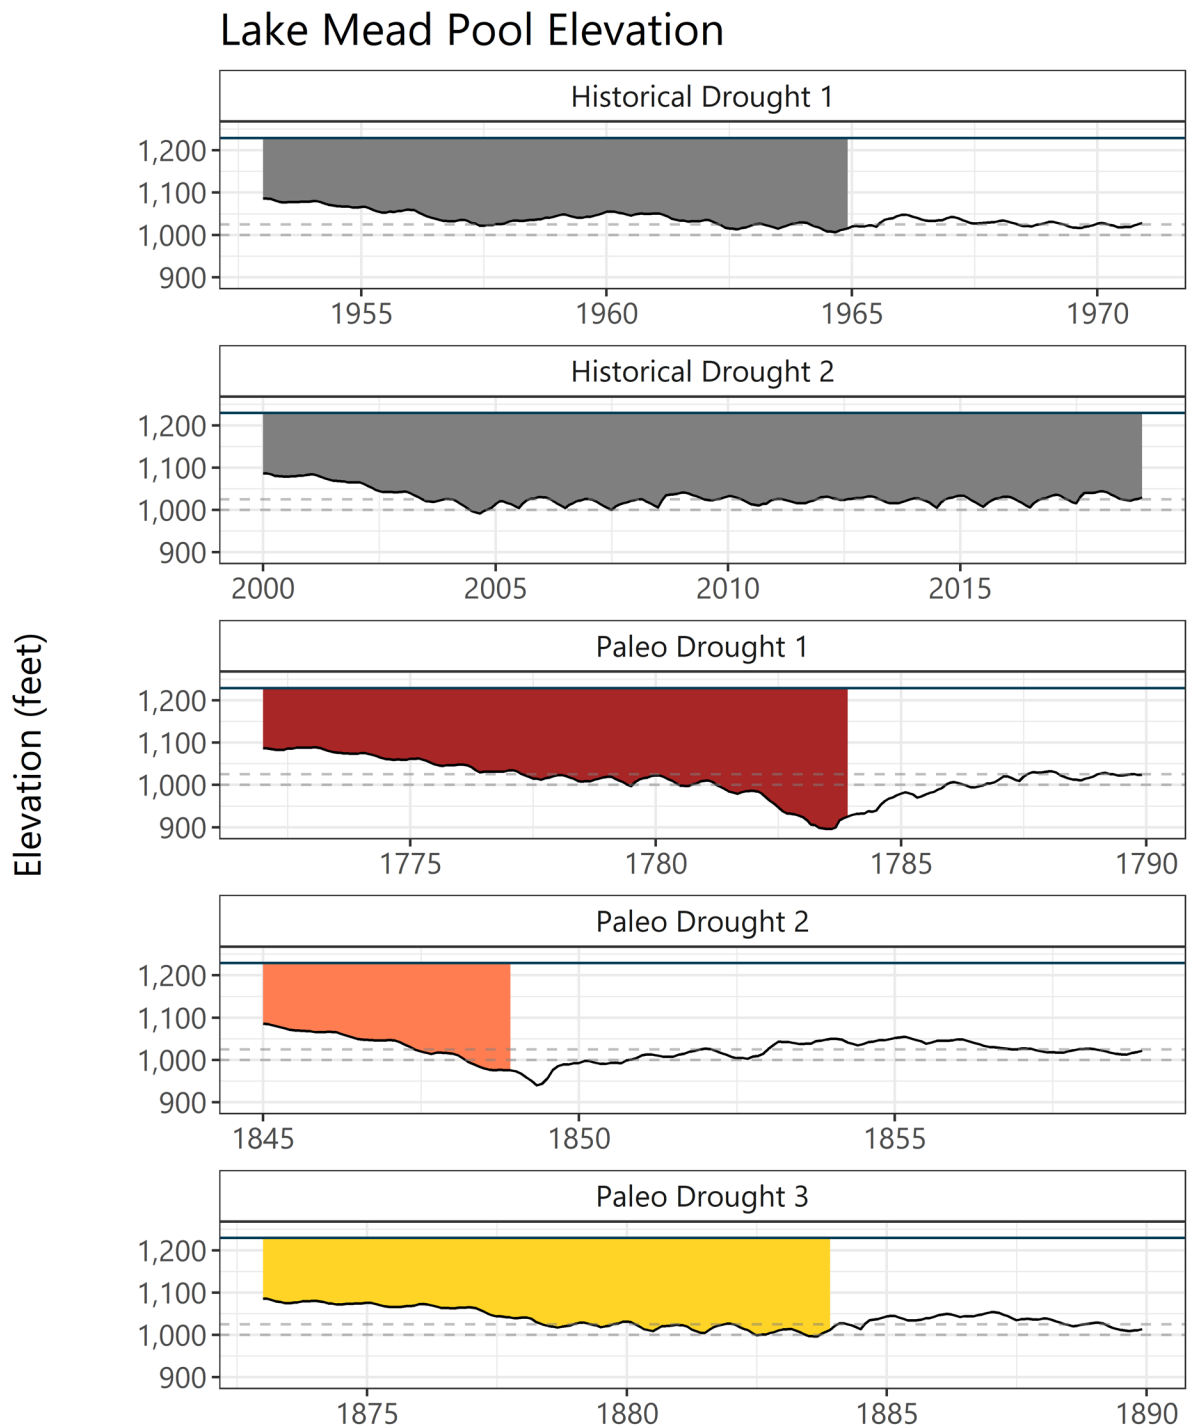 Lake Mead Pool Elevation
Elevation (feet)
Historical Drought 1
1,200
1,100
1,000
900
1955 1960 1965 1970
Historical Drought 2
1,200
1,100
1,000
900
2000 2005 2010 2015
Paleo Drought 1
1,200
1,100
1,000
900
1775 1780 1785 1790
Paleo Drought 2
1,200
1,100
1,000
900
1845 1850 1855
Paleo Drought 3
1,200
1,100
1,000
900
1875 1880 1885 1890